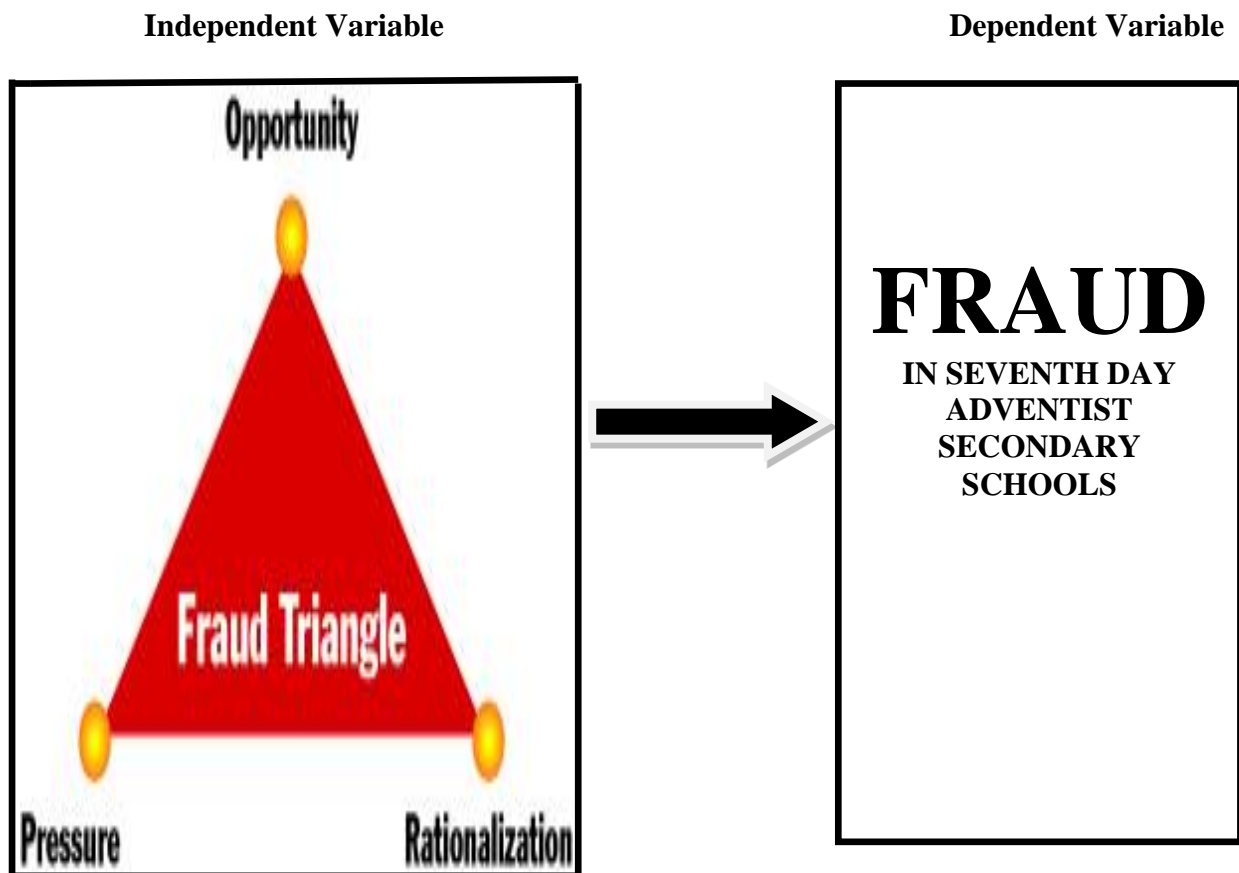 Independent Variable
Dependent Variable
Opportunity
Fraud Triangle
Pressure
Rationalization
FRAUD
IN SEVENTH DAY
ADVENTIST
SECONDARY
SCHOOLS